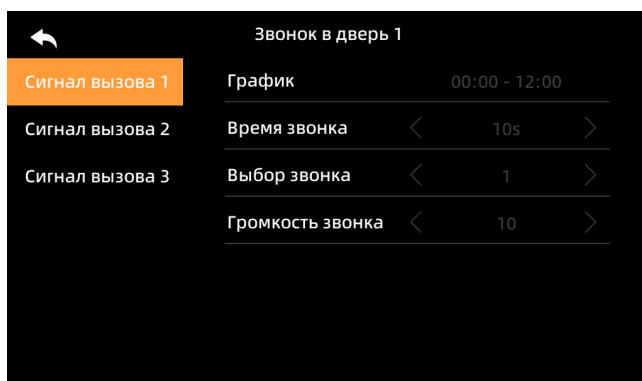 Звонок в дверь 1
Сигнал вызова 1
График 00:00 - 12:00
Сигнал вызова 2
Время звонка 10s
Сигнал вызова 3
Выбор звонка 1
Громкость звонка 10